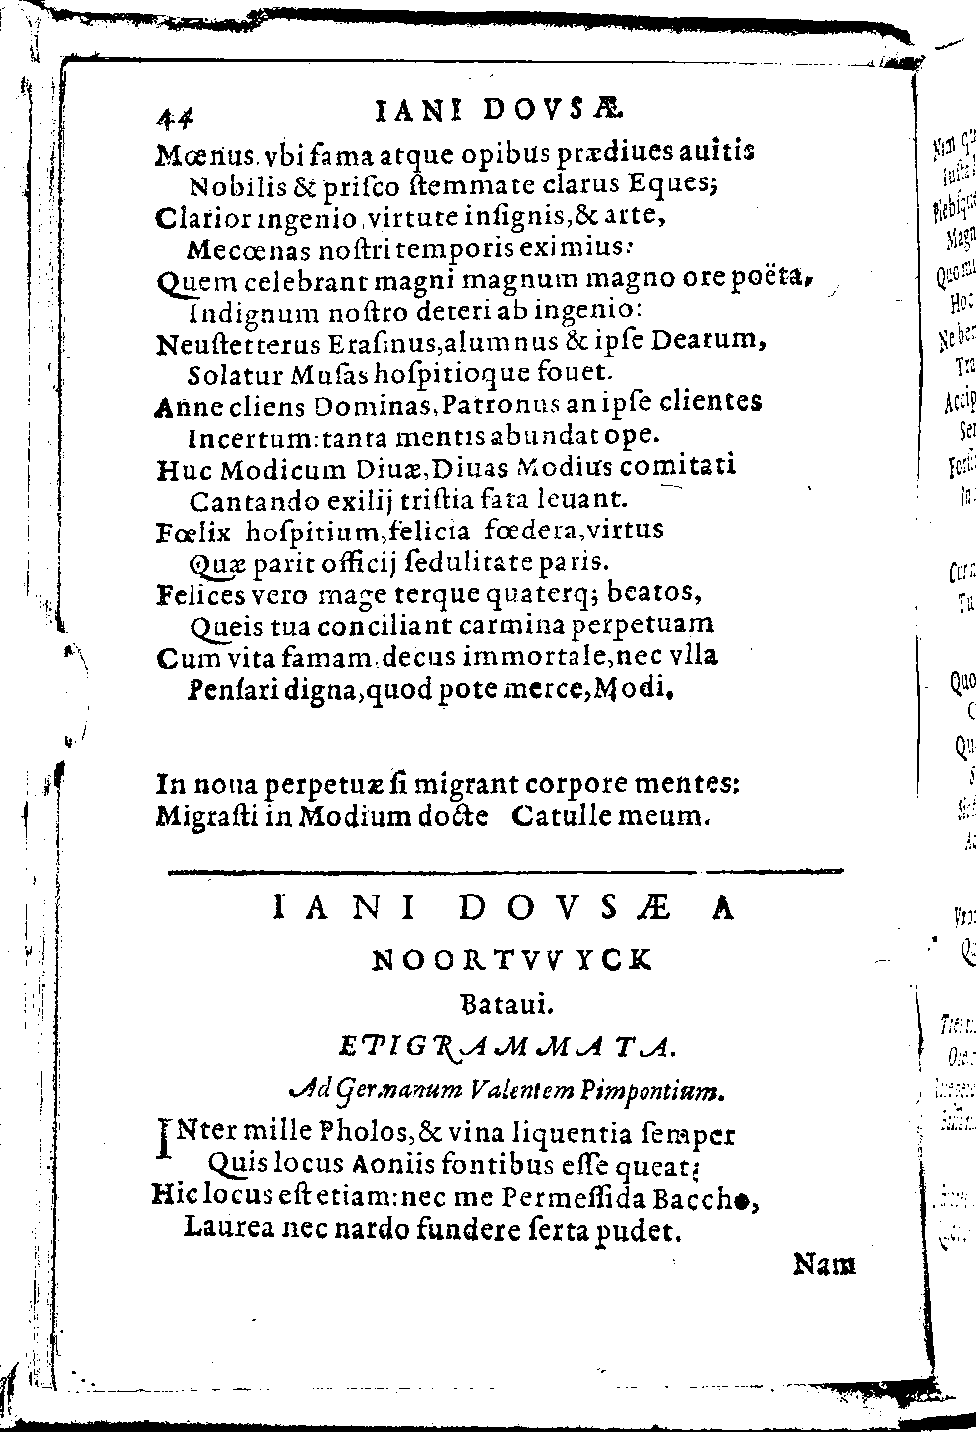 44 IANI DOVSÆ
Mœnus, vbi fama atque opibus prædiues auitis
Nobilis & priſco ſtemmate clarus Eques;
Clarior ingenio, virtute inſignis, & arte,
Mecœnas noſtri temporis eximius:
Quem celebrant magni magnum magno ore poëtæ,
Indignum noſtro deteri ab ingenio:
Neuſtetterus Eraſmus, alumnus & ipſe Dearum,
Solatur Muſas hoſpitioque fouet.
Anne cliens Dominas, Patronus an ipſe clientes
Incertum: tanta mentis abundat ope.
Huc Modicum Diuæ, Diuas Modius comitati
Cantando exilij triſtia fata leuant.
Fœlix hoſpitium, felicia fœdera, virtus
Quæ parit officij ſedulitate paris.
Felices vero mage terque quaterq; beatos,
Queis tua conciliant carmina perpetuam
Cum vita famam, decus immortale, nec vlla
Penſari digna, quod pote merce, Modi.
In noua perpetuæ ſi migrant corpore mentes:
Migraſti in Modium docte Catulle meum.
IANI DOVSÆ A
NOORTVVYCK
Bataui.
EPIGRAMMATA.
Ad Germanum Valentem Pimpontium.
INter mille Pholos, & vina liquentia ſemper
Quis locus Aoniis fontibus eſſe queat;
Hic locus eſt etiam: nec me Permeſſida Baccho,
Laurea nec nardo fundere ſerta pudet.
Nam